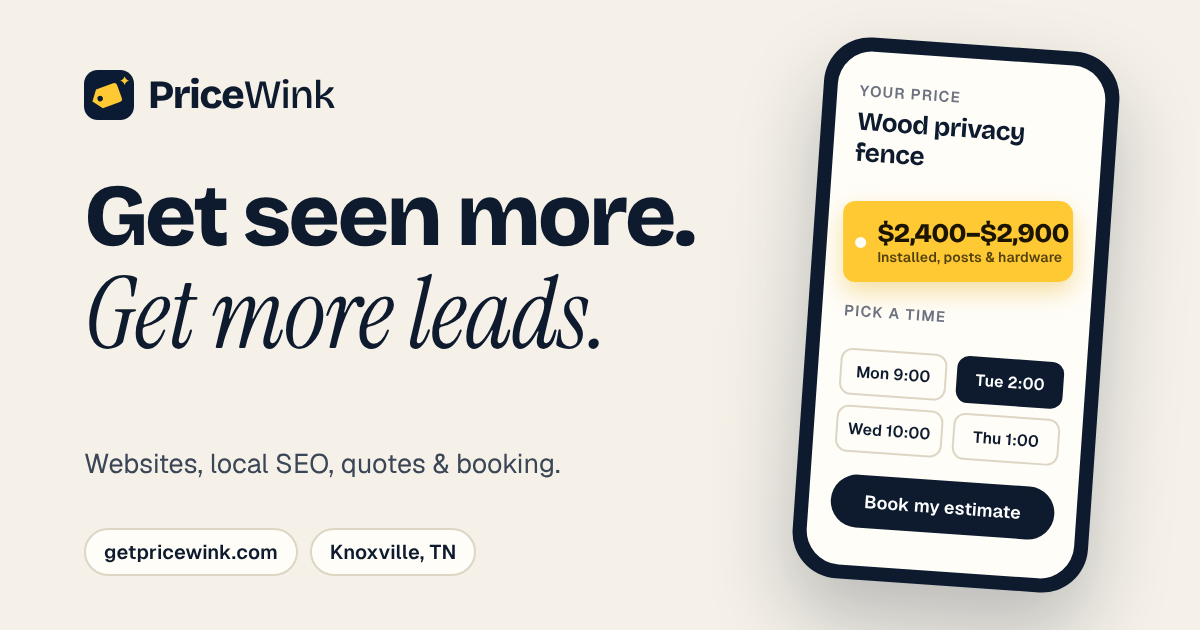 PriceWink
Get seen more.
Get more leads.
Websites, local SEO, quotes & booking.
getpricewink.com
Knoxville, TN
YOUR PRICE
Wood privacy
fence
$2,400–$2,900
Installed, posts & hardware
PICK A TIME
Mon 9:00
Tue 2:00
Wed 10:00
Thu 1:00
Book my estimate